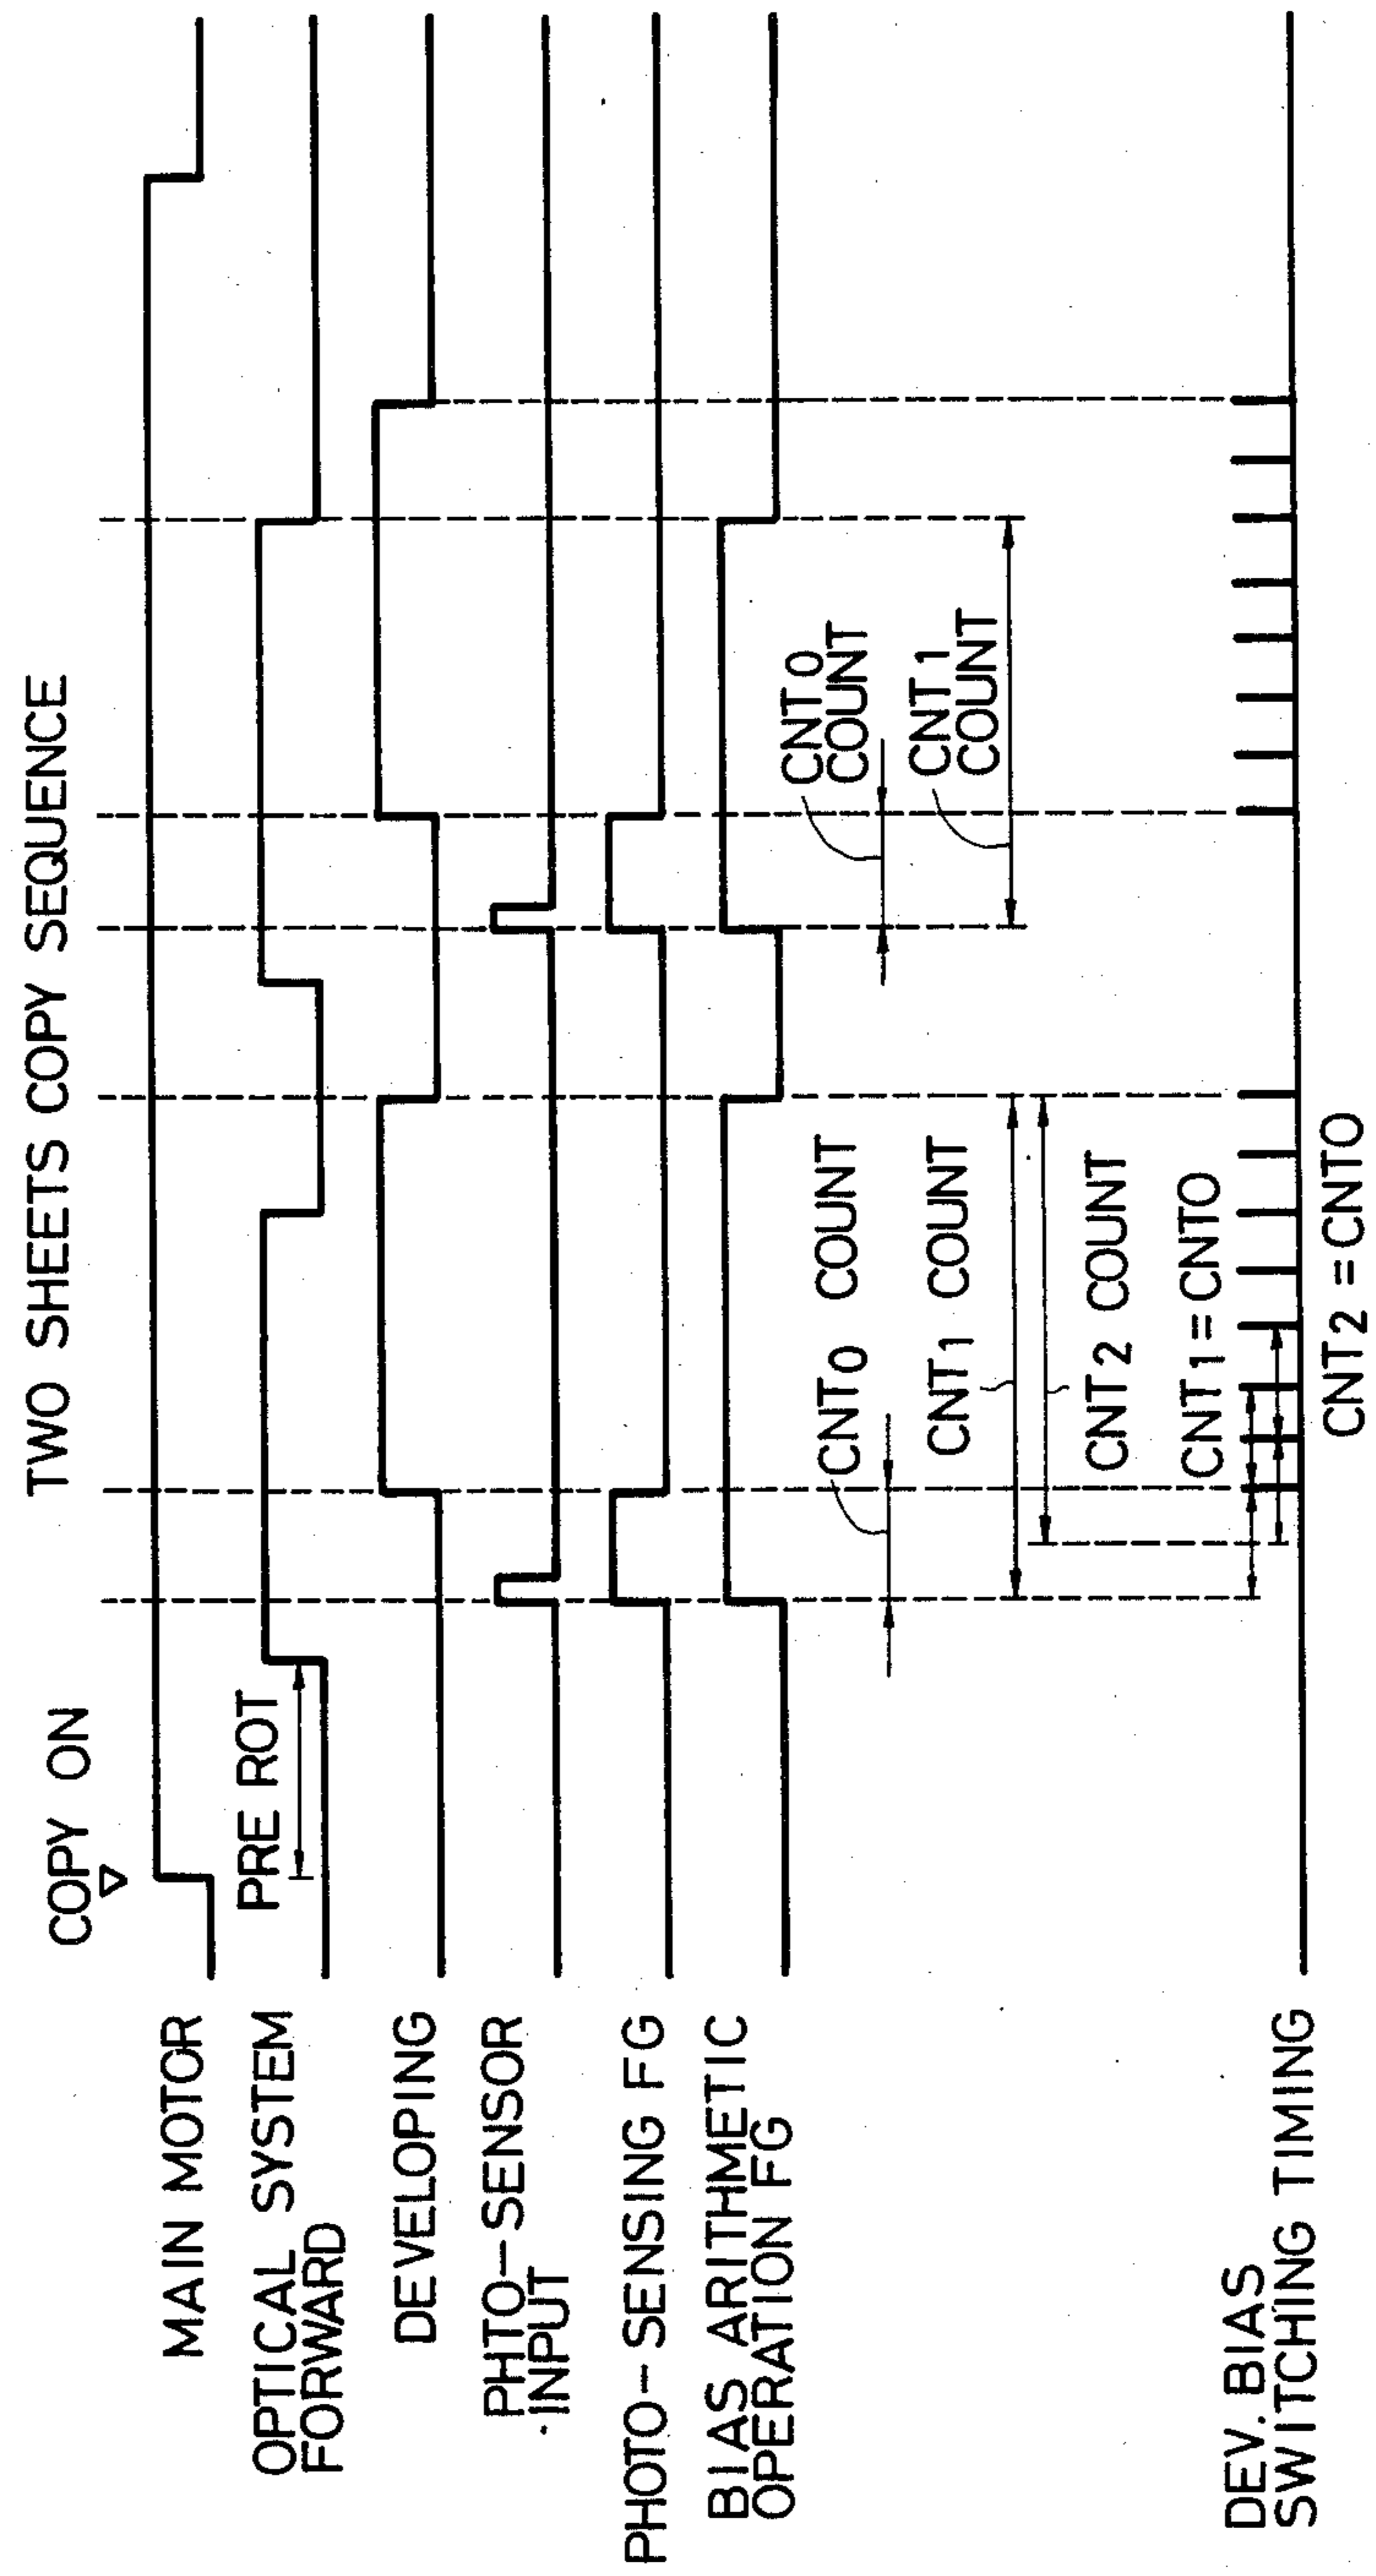 TWO SHEETS COPY SEQUENCE
COPY ON
MAIN MOTOR
PRE ROT
OPTICAL SYSTEM
FORWARD
DEVELOPING
PHTO-SENSOR
INPUT
PHOTO-SENSING FG
BIAS ARITHMETIC
OPERATION FG
CNT0 COUNT
CNT1 COUNT
CNT2 COUNT
CNT1=CNT0
CNT2=CNT0
CNT0
COUNT
CNT1
COUNT
DEV. BIAS
SWITCHING TIMING